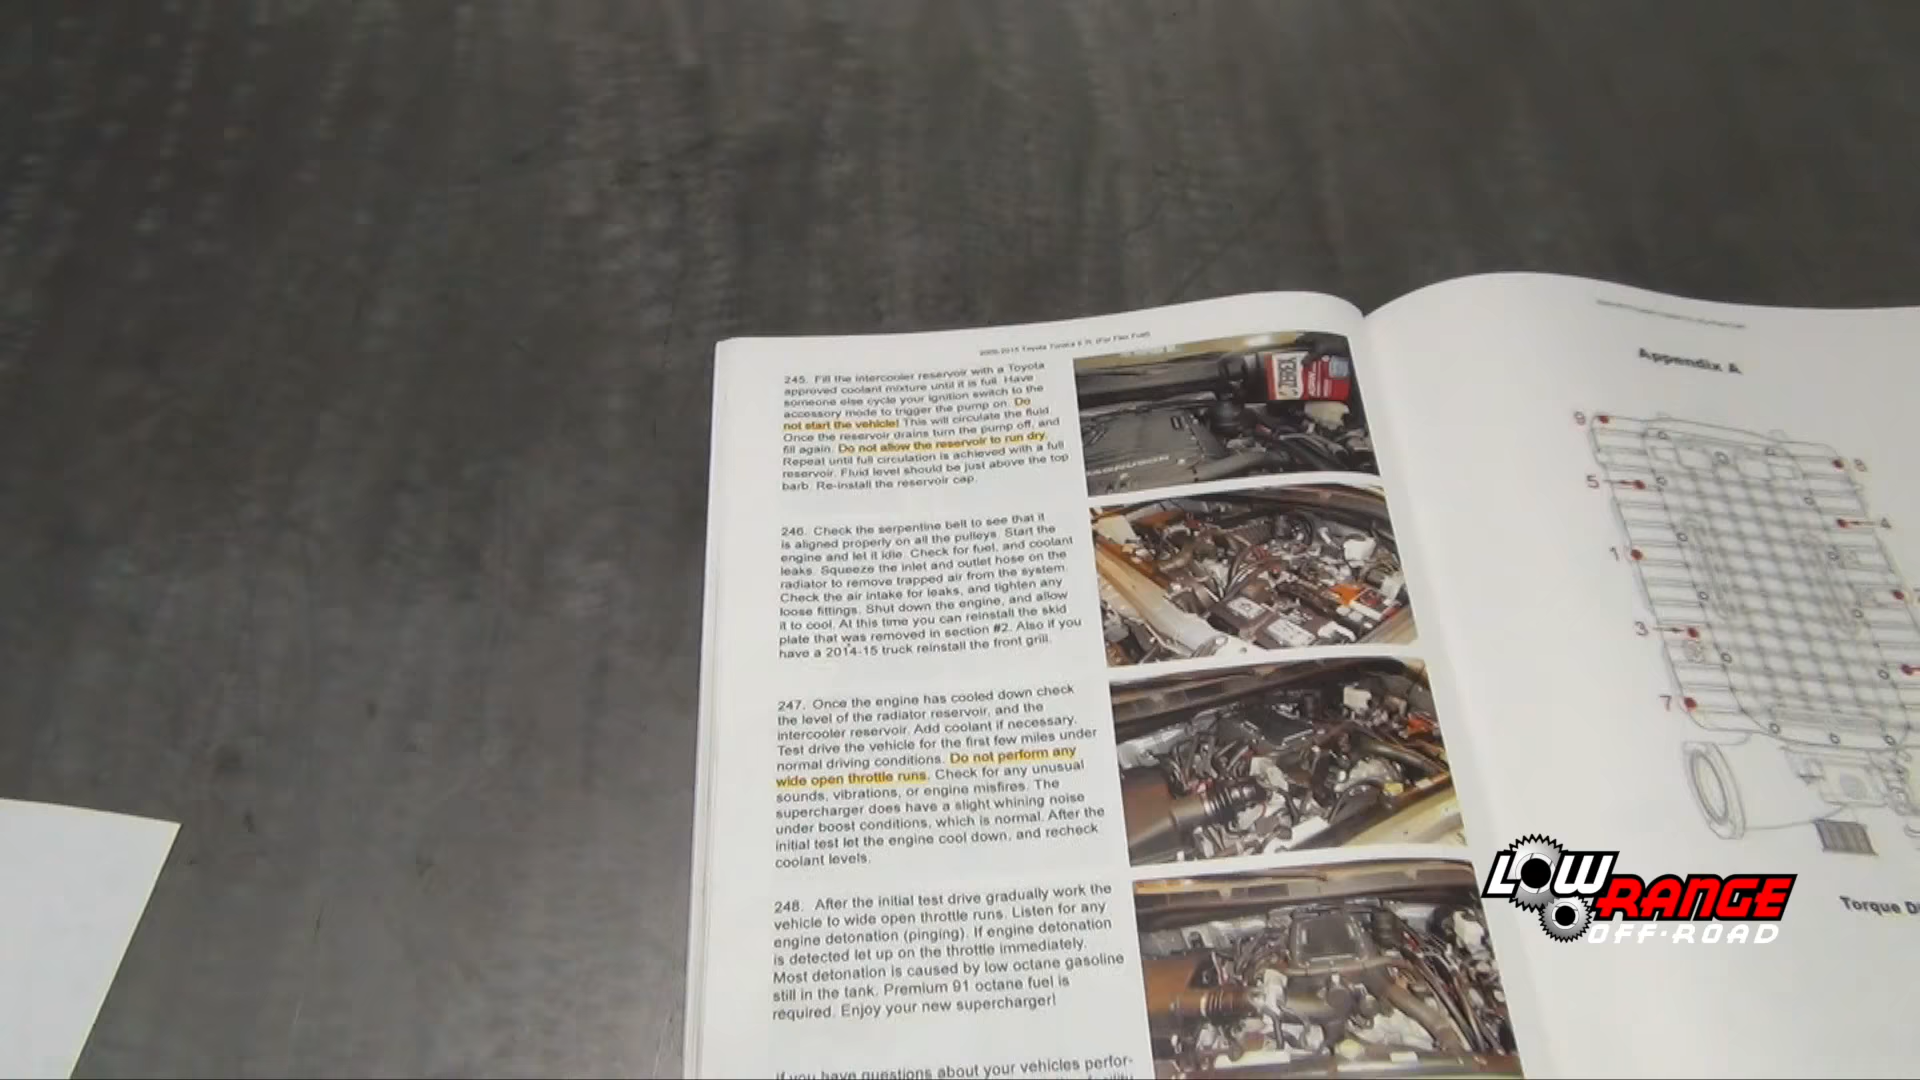 245. Fill the intercooler reservoir with a Toyota
approved coolant mixture until it is full. Have
someone else cycle your ignition switch to the
accessory mode to trigger the pump on. Do
not start the vehicle! This will circulate the fluid.
Once the reservoir drains turn the pump off, and
fill again. Do not allow the reservoir to run dry.
Repeat until full circulation is achieved with a full
reservoir. Fluid level should be just above the top
barb. Re-install the reservoir cap.
246. Check the serpentine belt to see that it
is aligned properly on all the pulleys. Start the
engine and let it idle. Check for fuel, and coolant
leaks. Squeeze the inlet and outlet hose on the
radiator to remove trapped air from the system.
Check the air intake for leaks, and tighten any
loose fittings. Shut down the engine, and allow
it to cool. At this time you can reinstall the skid
plate that was removed in section #2. Also if you
have a 2014-15 truck reinstall the front grill.
247. Once the engine has cooled down check
the level of the radiator reservoir, and the
intercooler reservoir. Add coolant if necessary.
Test drive the vehicle for the first few miles under
normal driving conditions. Do not perform any
wide open throttle runs. Check for any unusual
sounds, vibrations, or engine misfires. The
supercharger does have a slight whining noise
under boost conditions, which is normal. After the
initial test let the engine cool down, and recheck
coolant levels.
248. After the initial test drive gradually work the
vehicle to wide open throttle runs. Listen for any
engine detonation (pinging). If engine detonation
is detected let up on the throttle immediately.
Most detonation is caused by low octane gasoline
still in the tank. Premium 91 octane fuel is
required. Enjoy your new supercharger!
If you have questions about your vehicles perfor-
ZEREX
MAGNUSON
Appendix A
9
8
5
4
1
3
7
Torque
LOW RANGE
OFF-ROAD